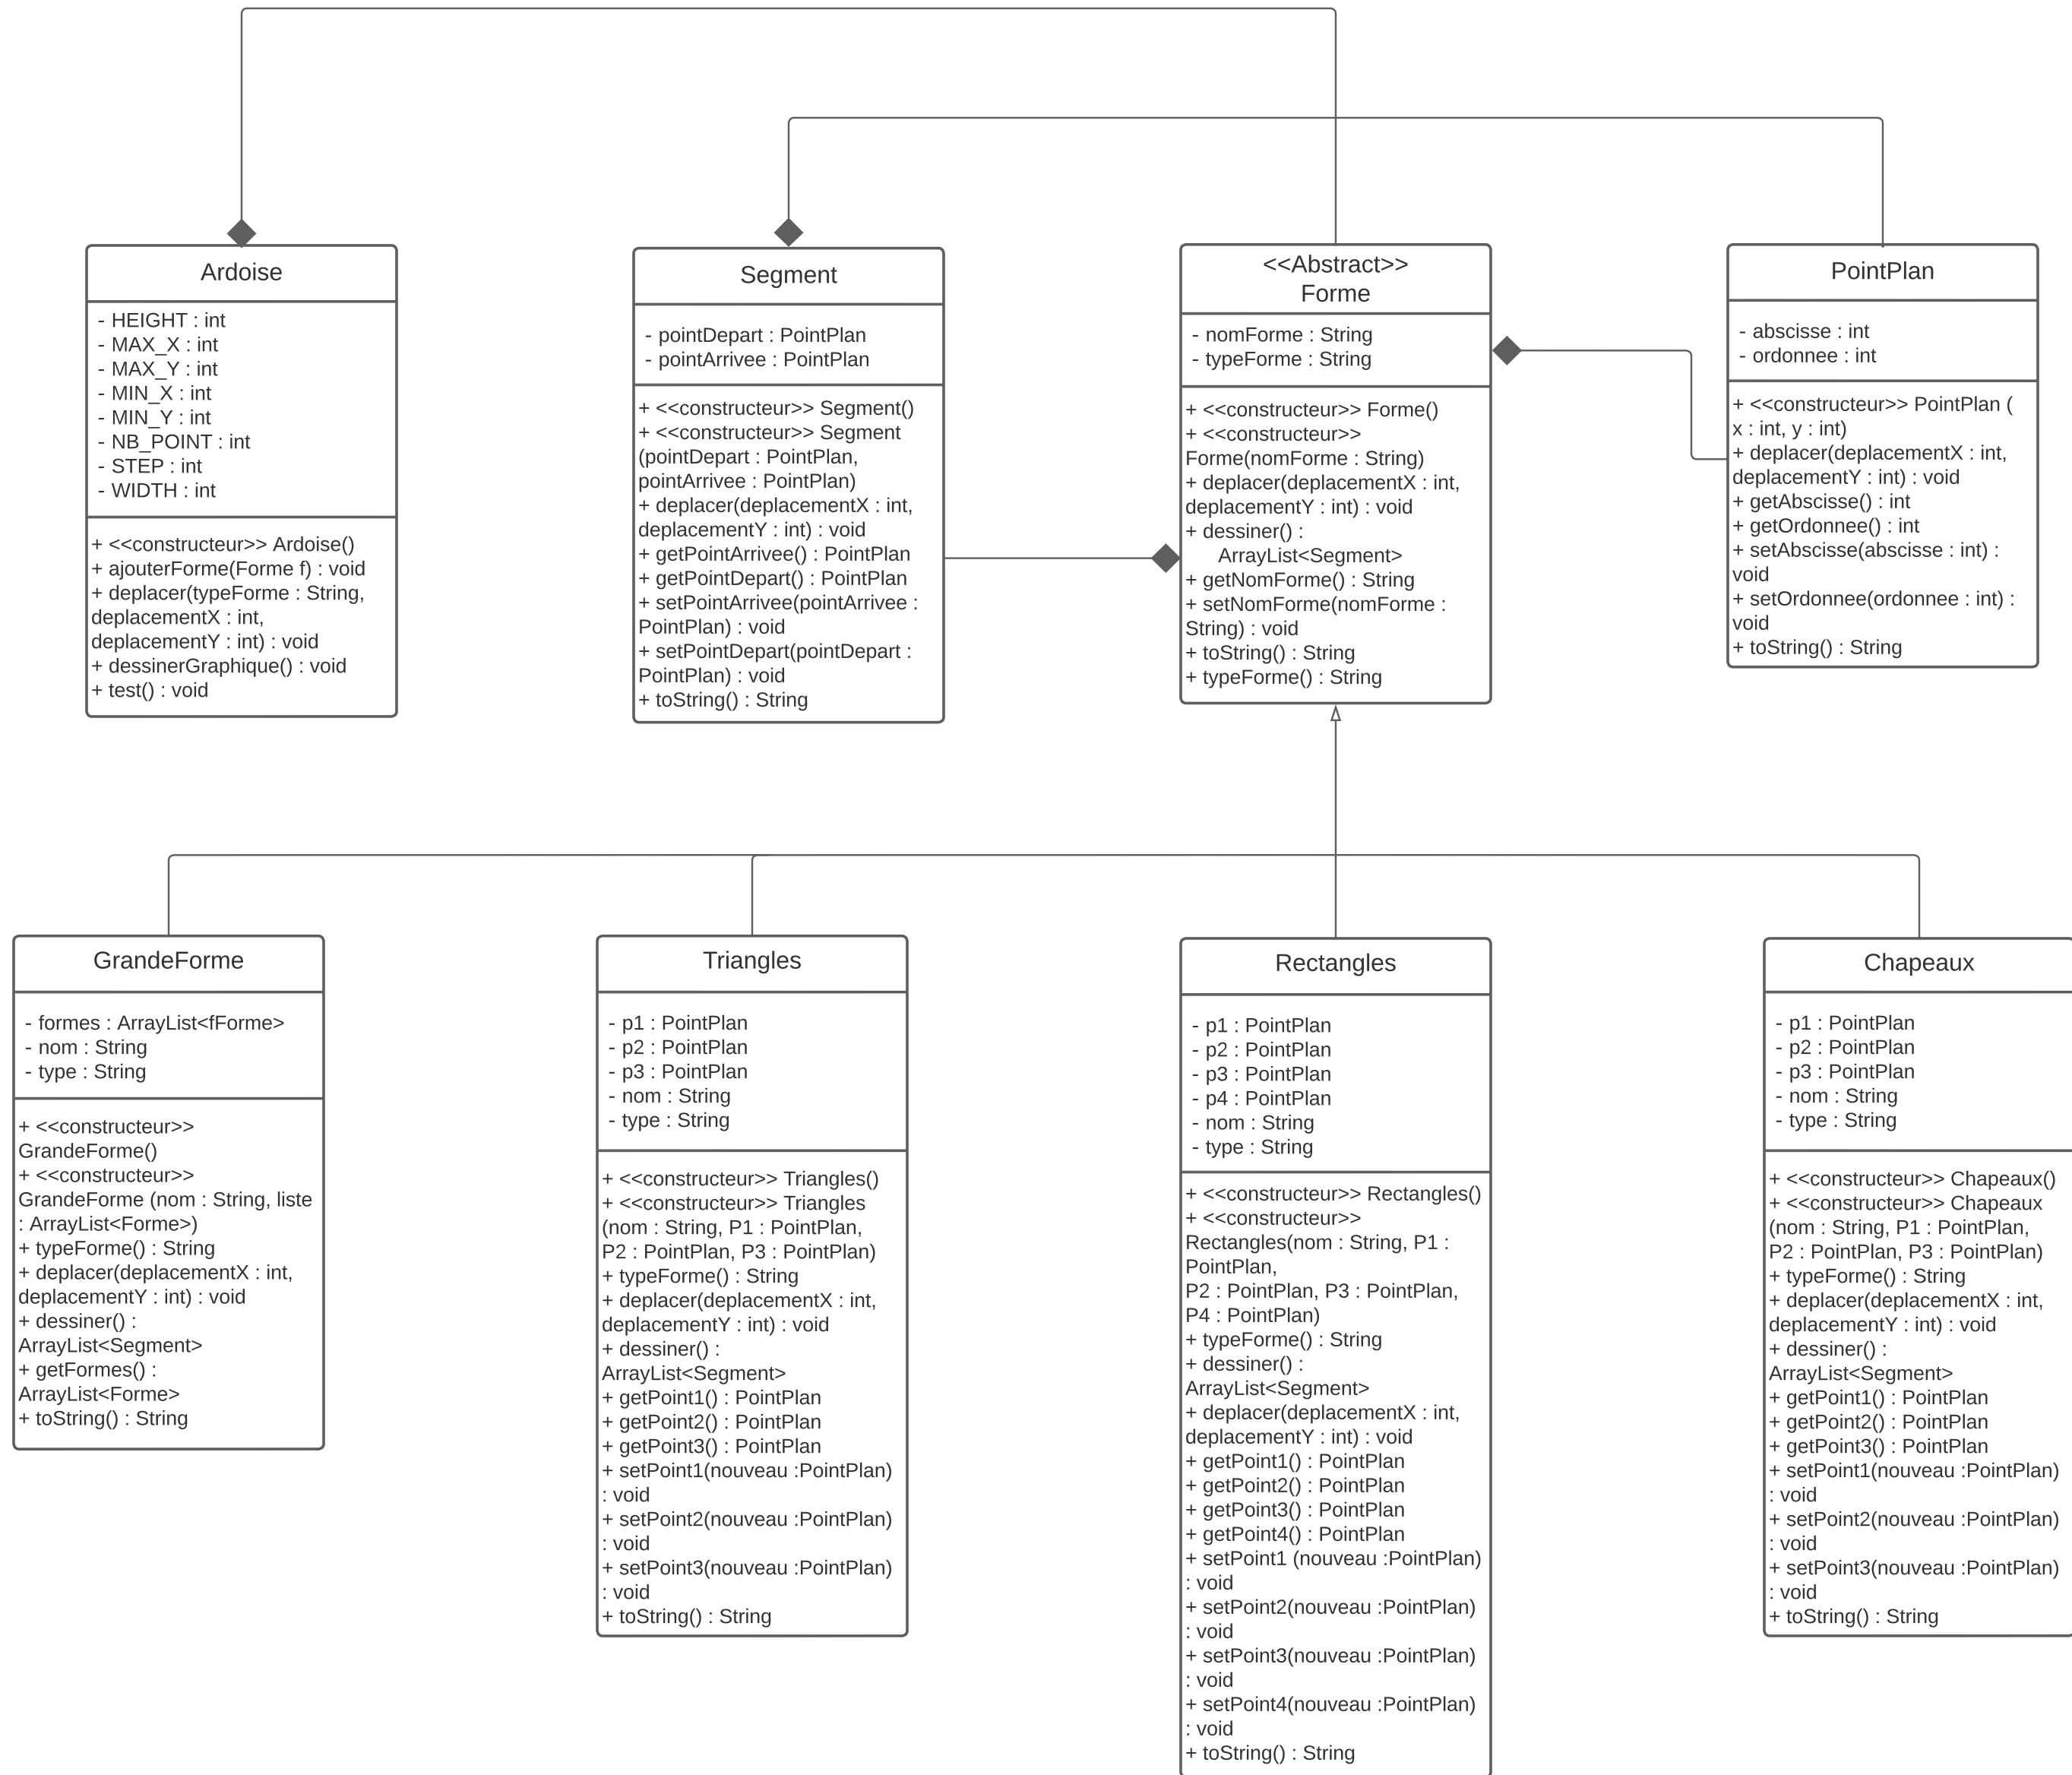 Ardoise
- HEIGHT : int
- MAX_X : int
- MAX_Y : int
- MIN_X : int
- MIN_Y : int
- NB_POINT : int
- STEP : int
- WIDTH : int
+ <<constructeur>> Ardoise()
+ ajouterForme(Forme f) : void
+ deplacer(typeForme : String,
deplacementX : int,
deplacementY : int) : void
+ dessinerGraphique() : void
+ test() : void
Segment
- pointDepart : PointPlan
- pointArrivee : PointPlan
+ <<constructeur>> Segment()
+ <<constructeur>> Segment
(pointDepart : PointPlan,
pointArrivee : PointPlan)
+ deplacer(deplacementX : int,
deplacementY : int) : void
+ getPointArrivee() : PointPlan
+ getPointDepart() : PointPlan
+ setPointArrivee(pointArrivee :
PointPlan) : void
+ setPointDepart(pointDepart :
PointPlan) : void
+ toString() : String
<<Abstract>>
Forme
- nomForme : String
- typeForme : String
+ <<constructeur>> Forme()
+ <<constructeur>>
Forme(nomForme : String)
+ deplacer(deplacementX : int,
deplacementY : int) : void
+ dessiner() :
ArrayList<Segment>
+ getNomForme() : String
+ setNomForme(nomForme :
String) : void
+ toString() : String
+ typeForme() : String
PointPlan
- abscisse : int
- ordonnee : int
+ <<constructeur>> PointPlan (
x : int, y : int)
+ deplacer(deplacementX : int,
deplacementY : int) : void
+ getAbscisse() : int
+ getOrdonnee() : int
+ setAbscisse(abscisse : int) :
void
+ setOrdonnee(ordonnee : int) :
void
+ toString() : String
GrandeForme
- formes : ArrayList<fForme>
- nom : String
- type : String
+ <<constructeur>>
GrandeForme()
+ <<constructeur>>
GrandeForme (nom : String, liste
: ArrayList<Forme>)
+ typeForme() : String
+ deplacer(deplacementX : int,
deplacementY : int) : void
+ dessiner() :
ArrayList<Segment>
+ getFormes() :
ArrayList<Forme>
+ toString() : String
Triangles
- p1 : PointPlan
- p2 : PointPlan
- p3 : PointPlan
- nom : String
- type : String
+ <<constructeur>> Triangles()
+ <<constructeur>> Triangles
(nom : String, P1 : PointPlan,
P2 : PointPlan, P3 : PointPlan)
+ typeForme() : String
+ deplacer(deplacementX : int,
deplacementY : int) : void
+ dessiner() :
ArrayList<Segment>
+ getPoint1() : PointPlan
+ getPoint2() : PointPlan
+ getPoint3() : PointPlan
+ setPoint1(nouveau :PointPlan)
: void
+ setPoint2(nouveau :PointPlan)
: void
+ setPoint3(nouveau :PointPlan)
: void
+ toString() : String
Rectangles
- p1 : PointPlan
- p2 : PointPlan
- p3 : PointPlan
- p4 : PointPlan
- nom : String
- type : String
+ <<constructeur>> Rectangles()
+ <<constructeur>>
Rectangles(nom : String, P1 :
PointPlan,
P2 : PointPlan, P3 : PointPlan,
P4 : PointPlan)
+ typeForme() : String
+ dessiner() :
ArrayList<Segment>
+ deplacer(deplacementX : int,
deplacementY : int) : void
+ getPoint1() : PointPlan
+ getPoint2() : PointPlan
+ getPoint3() : PointPlan
+ getPoint4() : PointPlan
+ setPoint1 (nouveau :PointPlan)
: void
+ setPoint2(nouveau :PointPlan)
: void
+ setPoint3(nouveau :PointPlan)
: void
+ setPoint4(nouveau :PointPlan)
: void
+ toString() : String
Chapeaux
- p1 : PointPlan
- p2 : PointPlan
- p3 : PointPlan
- nom : String
- type : String
+ <<constructeur>> Chapeaux()
+ <<constructeur>> Chapeaux
(nom : String, P1 : PointPlan,
P2 : PointPlan, P3 : PointPlan)
+ typeForme() : String
+ deplacer(deplacementX : int,
deplacementY : int) : void
+ dessiner() :
ArrayList<Segment>
+ getPoint1() : PointPlan
+ getPoint2() : PointPlan
+ getPoint3() : PointPlan
+ setPoint1(nouveau :PointPlan)
: void
+ setPoint2(nouveau :PointPlan)
: void
+ setPoint3(nouveau :PointPlan)
: void
+ toString() : String